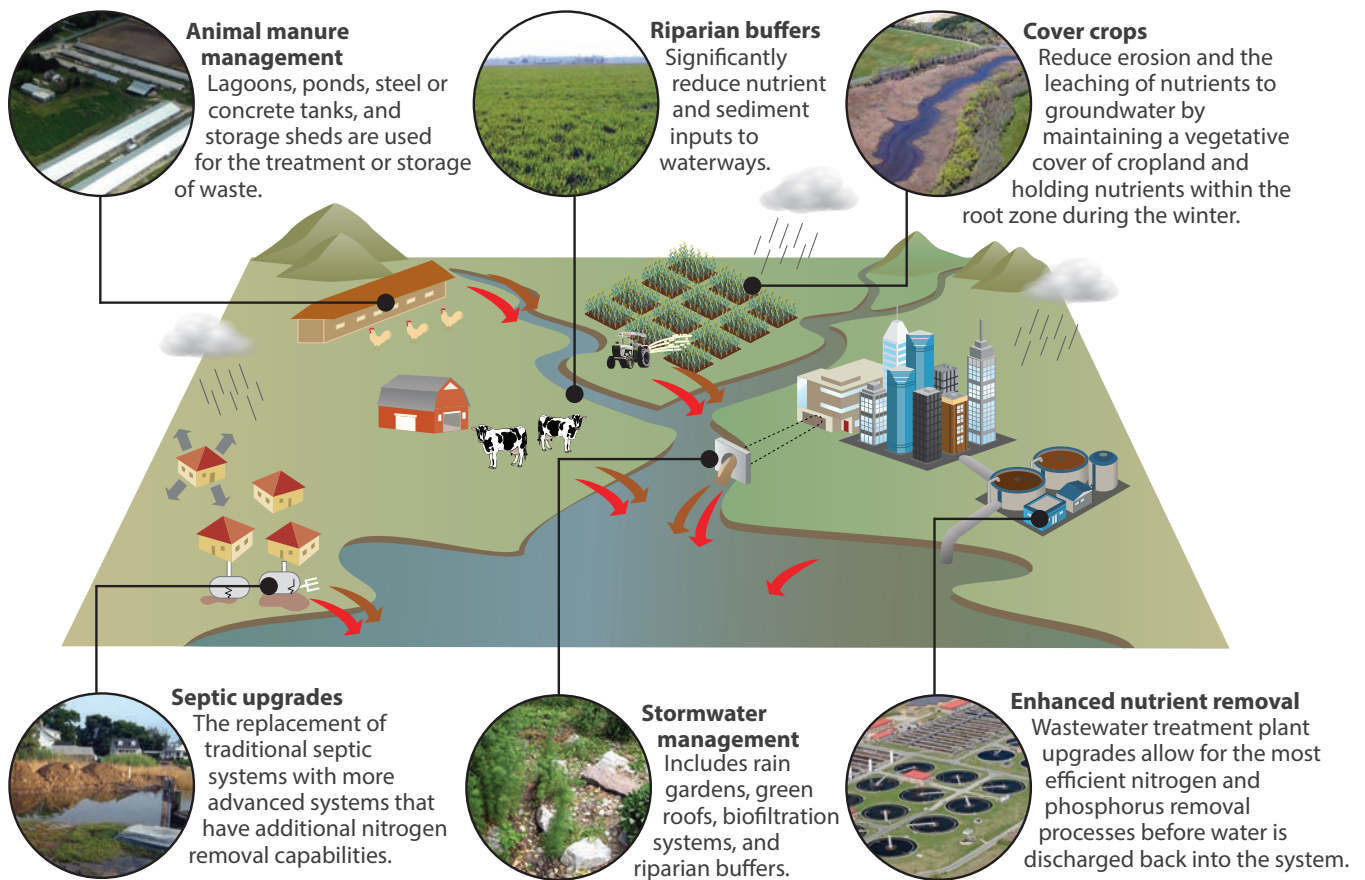 Animal manure
management
Lagoons, ponds, steel or
concrete tanks, and
storage sheds are used
for the treatment or storage
of waste.
Riparian buffers
Significantly
reduce nutrient
and sediment
inputs to
waterways.
Cover crops
Reduce erosion and the
leaching of nutrients to
groundwater by
maintaining a vegetative
cover of cropland and
holding nutrients within the
root zone during the winter.
Septic upgrades
The replacement of
traditional septic
systems with more
advanced systems that
have additional nitrogen
removal capabilities.
Stormwater
management
Includes rain
gardens, green
roofs, biofiltration
systems, and
riparian buffers.
Enhanced nutrient removal
Wastewater treatment plant
upgrades allow for the most
efficient nitrogen and
phosphorus removal
processes before water is
discharged back into the system.